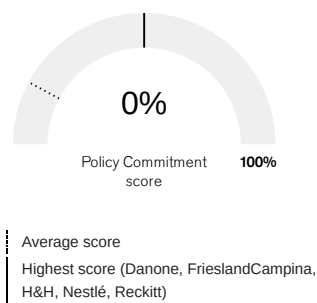 0%
Policy Commitment
score
100%
Average score
Highest score (Danone, FrieslandCampina,
H&H, Nestlé, Reckitt)